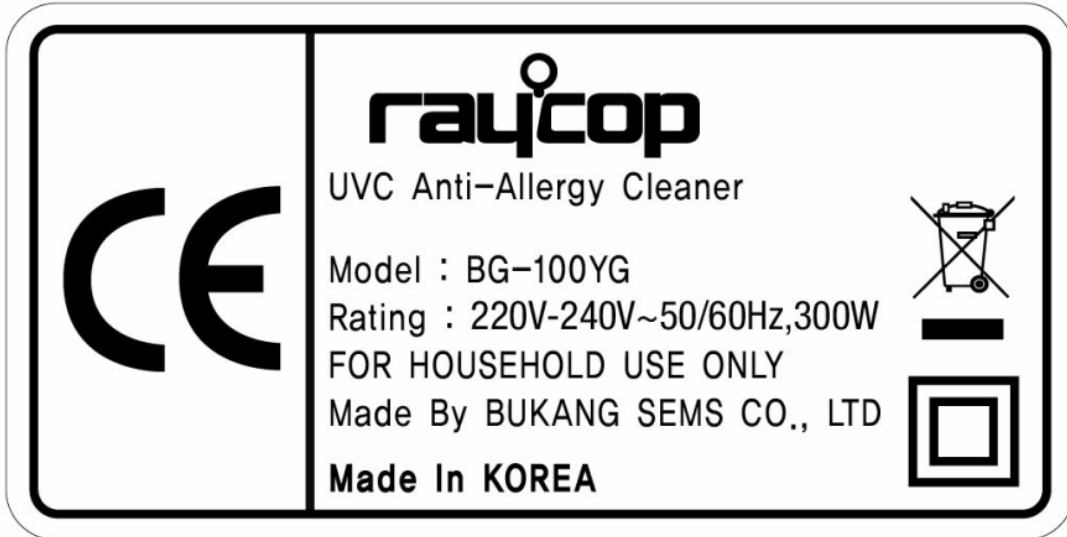 CE
raycop
UVC Anti-Allergy Cleaner
Model : BG-100YG
Rating : 220V-240V~50/60Hz,300W
FOR HOUSEHOLD USE ONLY
Made By BUKANG SEMS CO., LTD
Made In KOREA